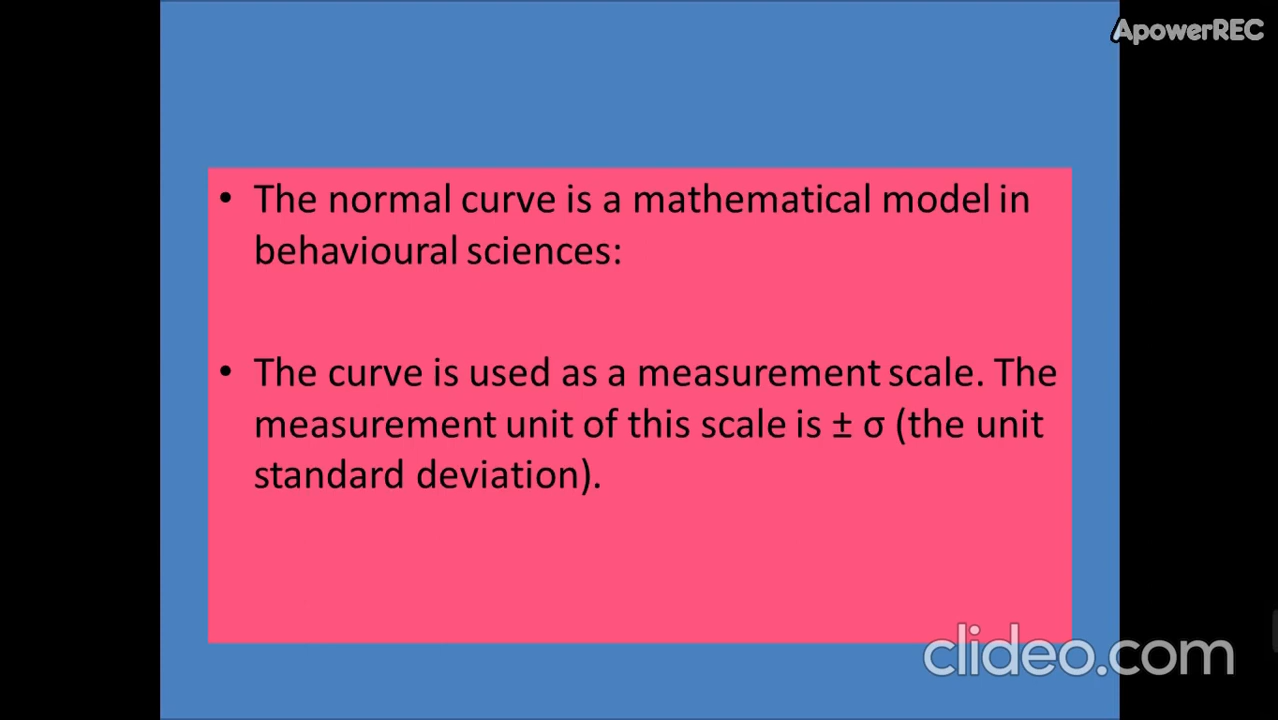 ApowerREC
• The normal curve is a mathematical model in
behavioural sciences:
• The curve is used as a measurement scale. The
measurement unit of this scale is ± σ (the unit
standard deviation).
clideo.com